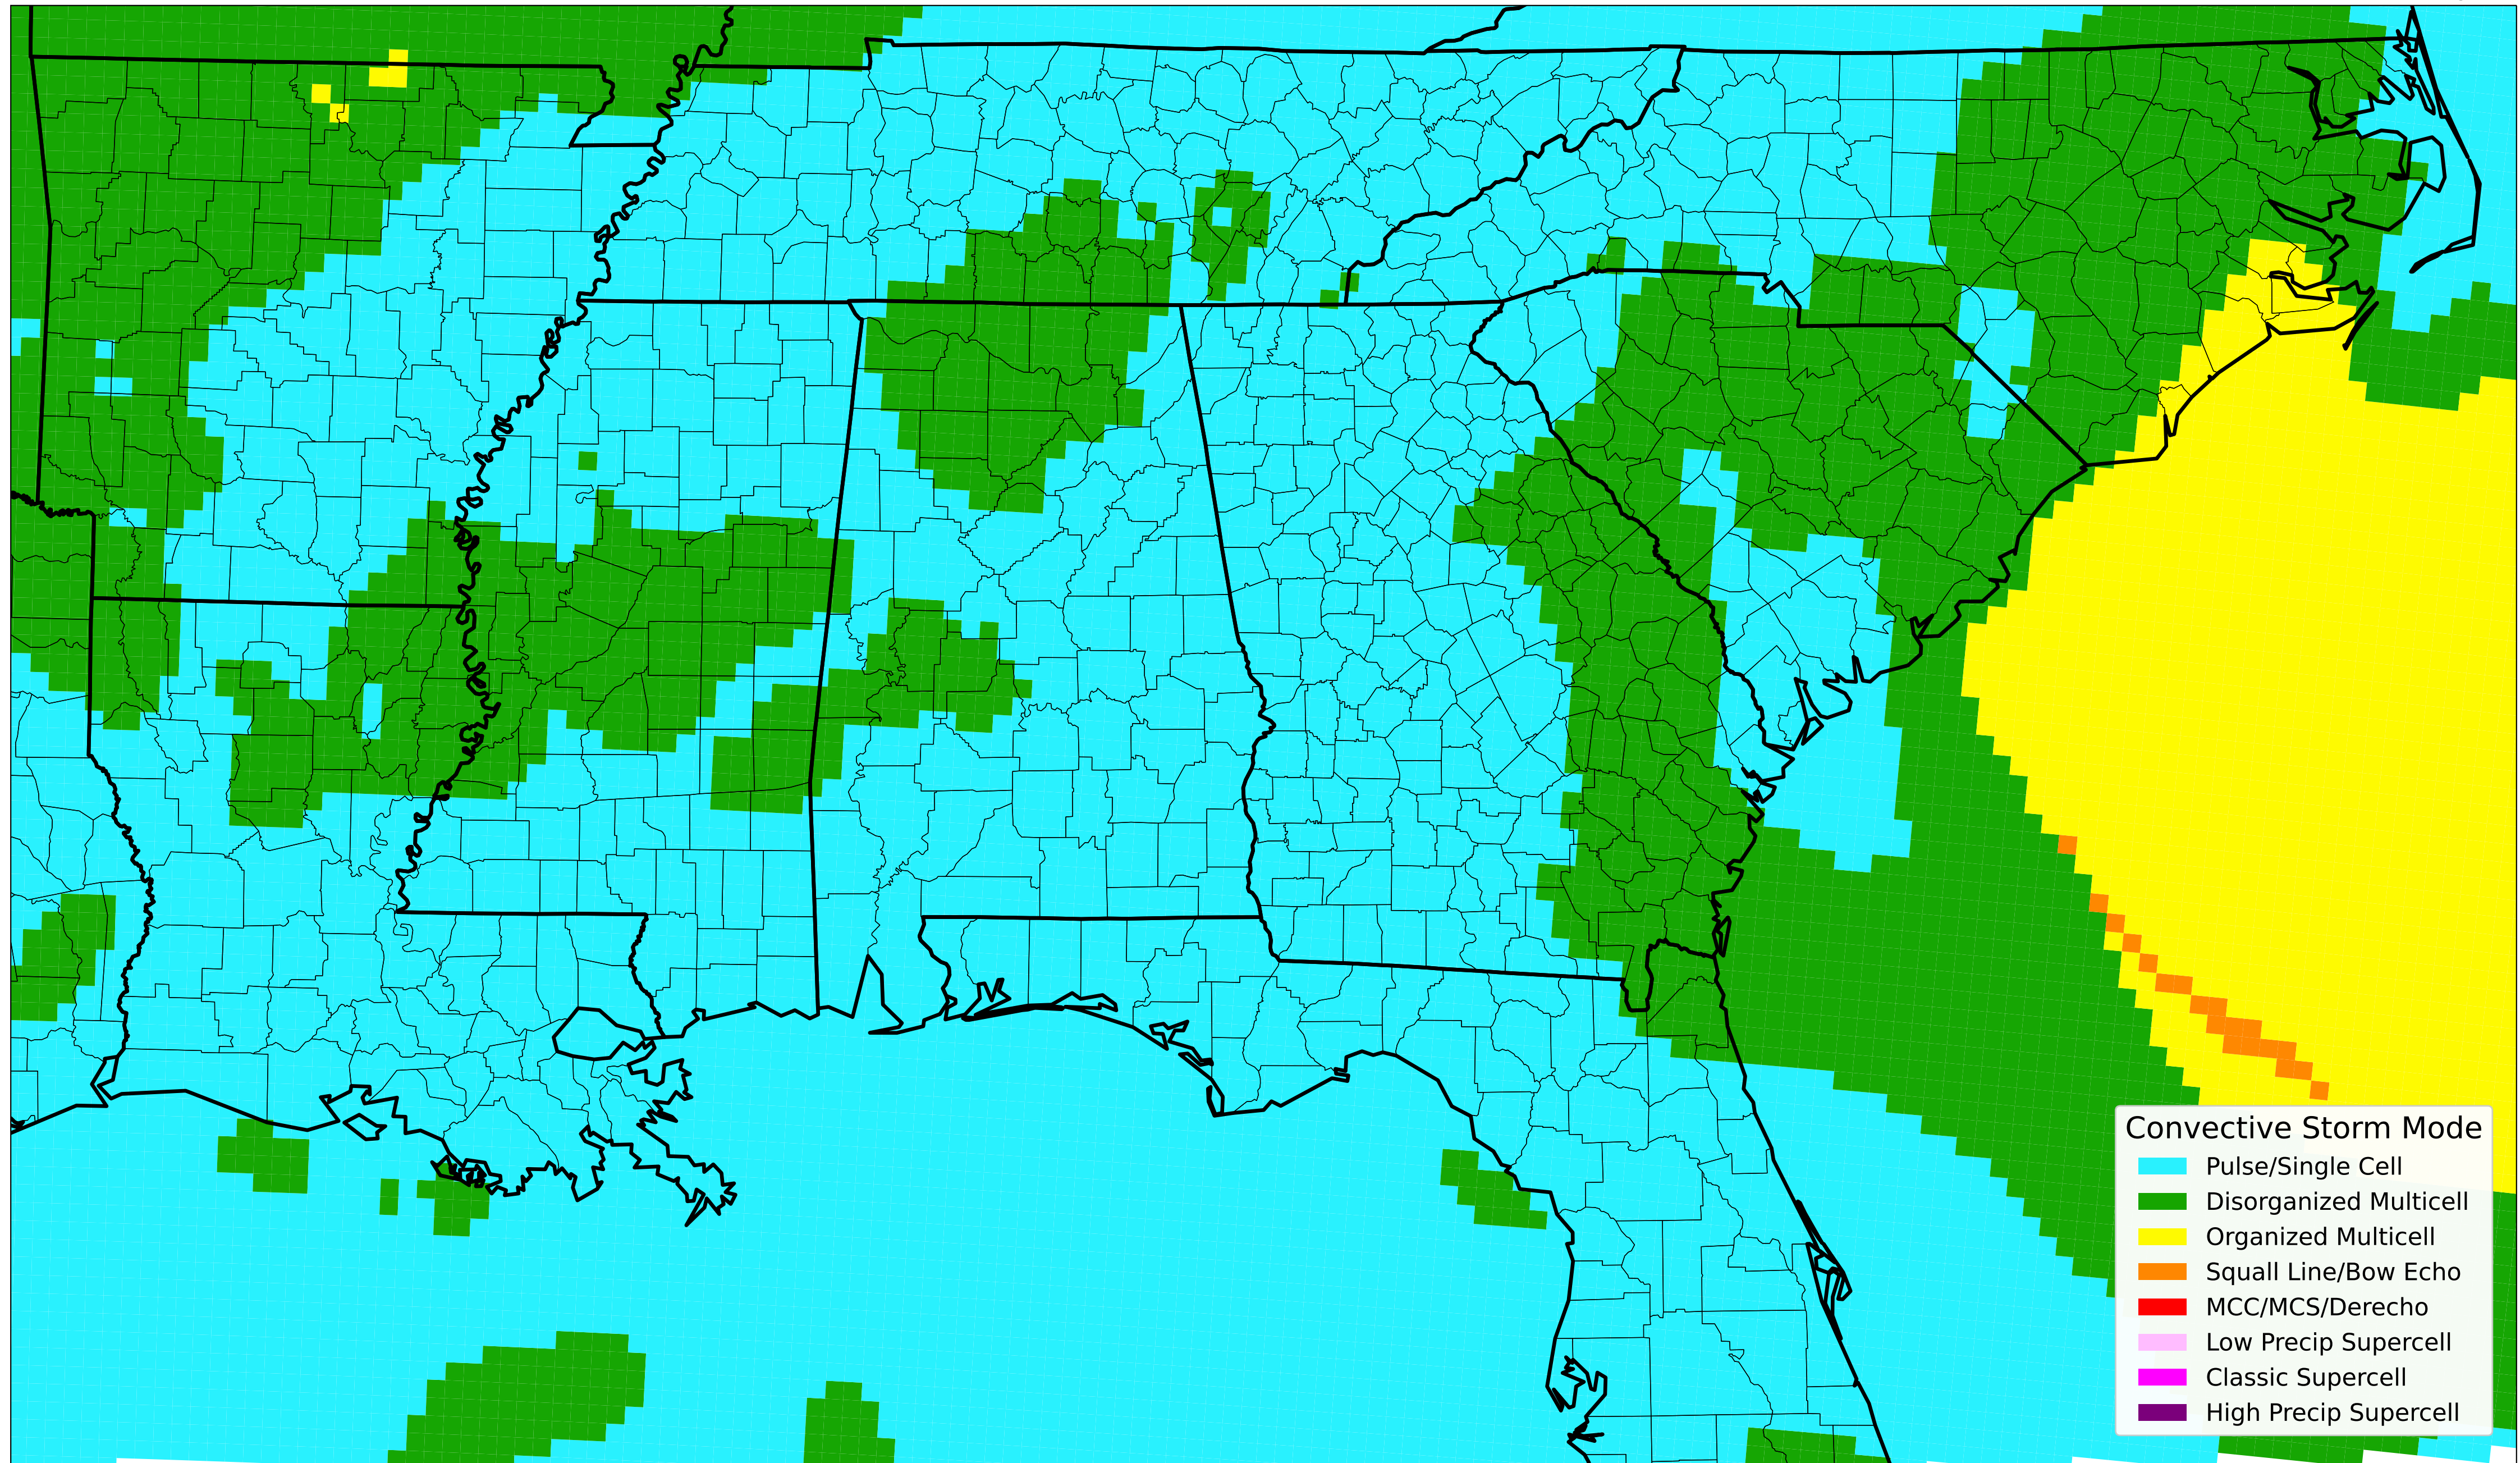 Convective Storm Mode
Pulse/Single Cell
Disorganized Multicell
Organized Multicell
Squall Line/Bow Echo
MCC/MCS/Derecho
Low Precip Supercell
Classic Supercell
High Precip Supercell